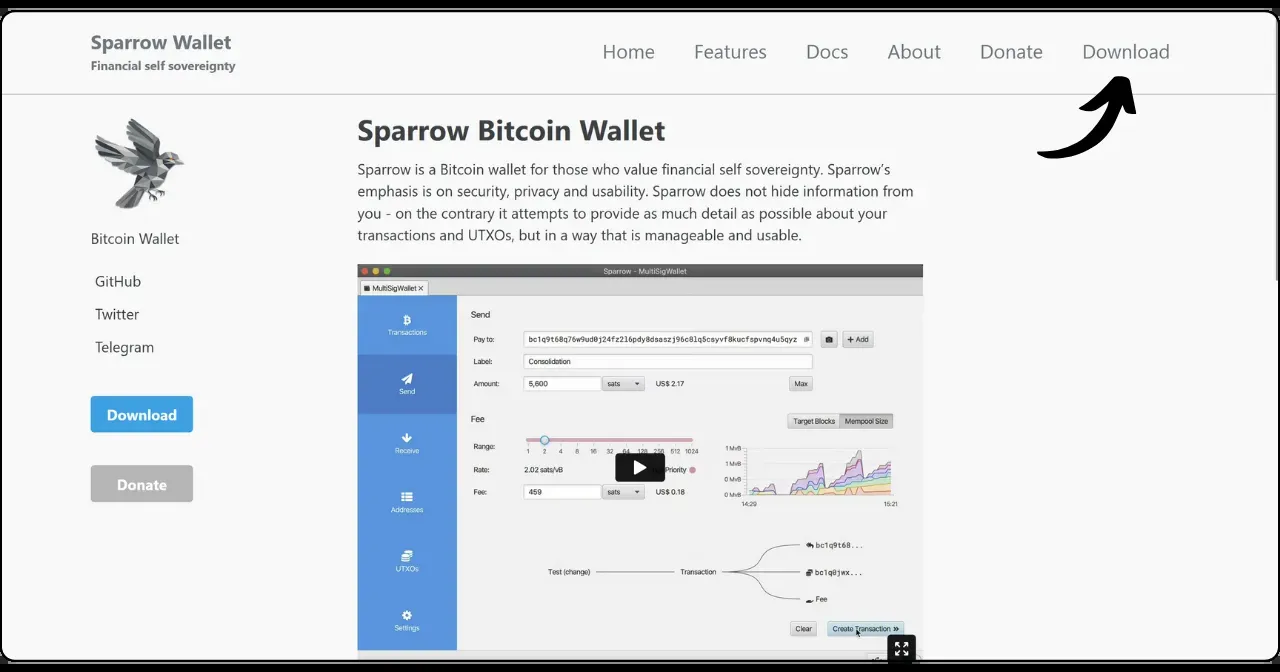 Sparrow Wallet
Financial self sovereignty
Home Features Docs About Donate Download
Bitcoin Wallet
GitHub
Twitter
Telegram
Download
Donate
Sparrow Bitcoin Wallet
Sparrow is a Bitcoin wallet for those who value financial self sovereignty. Sparrow's
emphasis is on security, privacy and usability. Sparrow does not hide information from
you - on the contrary it attempts to provide as much detail as possible about your
transactions and UTXOs, but in a way that is manageable and usable.
Sparrow - MultiSigWallet
MultiSigWallet
Transactions
Send
Receive
Addresses
UTXOs
Settings
Send
Pay to: bc1q9t68q76w9ud0j24fz2l6pdy8dsaszj96c8lq5csyvf8kucfspvnq4u5qyz + Add
Label: Consolidation
Amount: 5,600 sats US$ 2.17 Max
Fee Target Blocks Mempool Size
Range: 1 2 4 8 16 32 64 128 256 512 1024
Rate: 2.02 sats/vB Priority
Fee: 459 sats US$ 0.18
1 MvB
1 MvB
0 MvB
0 MvB
14:29 15:21
bc1q9t68...
Test (change) Transaction bc1q0jwx...
Fee
Clear Create Transaction »